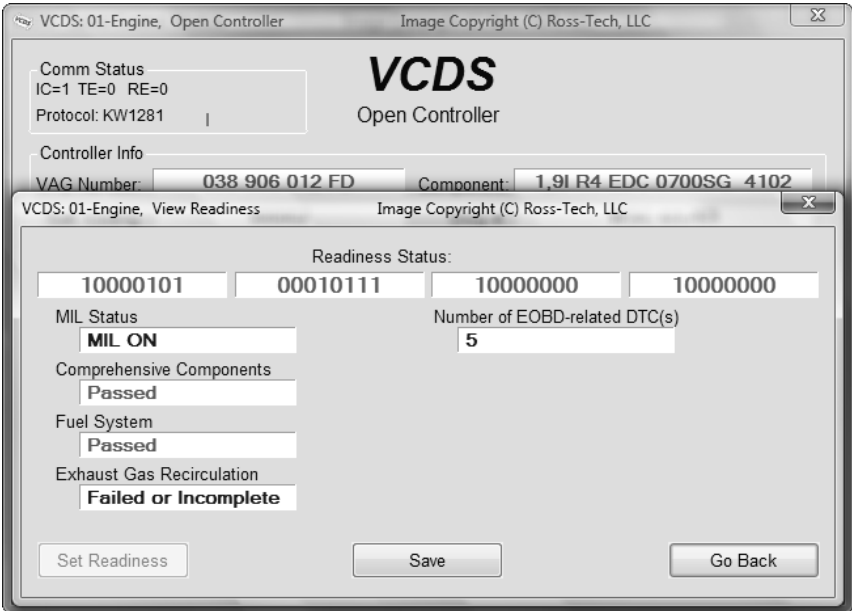 VCDS: 01-Engine, Open Controller Image Copyright (C) Ross-Tech, LLC
Comm Status
IC=1 TE=0 RE=0
Protocol: KW1281 |
VCDS
Open Controller
Controller Info
VAG Number: 038 906 012 FD Component: 1,9l R4 EDC 0700SG 4102
VCDS: 01-Engine, View Readiness Image Copyright (C) Ross-Tech, LLC
Readiness Status:
10000101 00010111 10000000 10000000
MIL Status Number of EOBD-related DTC(s)
MIL ON 5
Comprehensive Components
Passed
Fuel System
Passed
Exhaust Gas Recirculation
Failed or Incomplete
Set Readiness Save Go Back